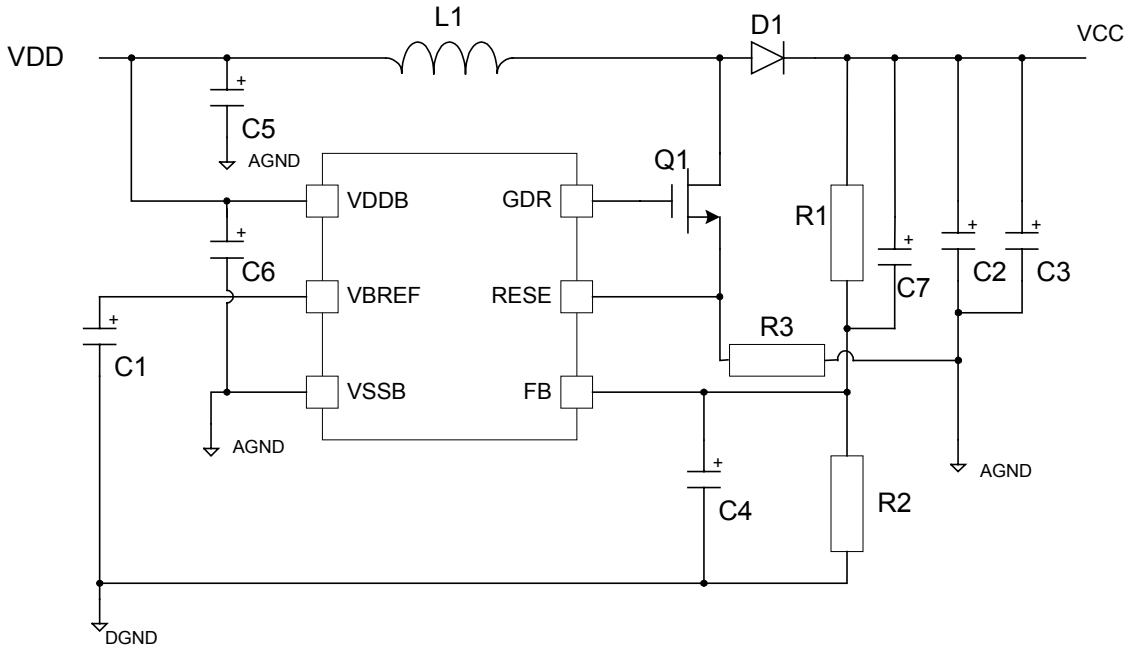 L1
D1
VCC
VDD
+
C5
AGND
Q1
VDDB
GDR
R1
+
C6
+
C7
+
C2
+
C3
VBREF
RESE
+
C1
R3
VSSB
FB
AGND
+
C4
R2
AGND
DGND